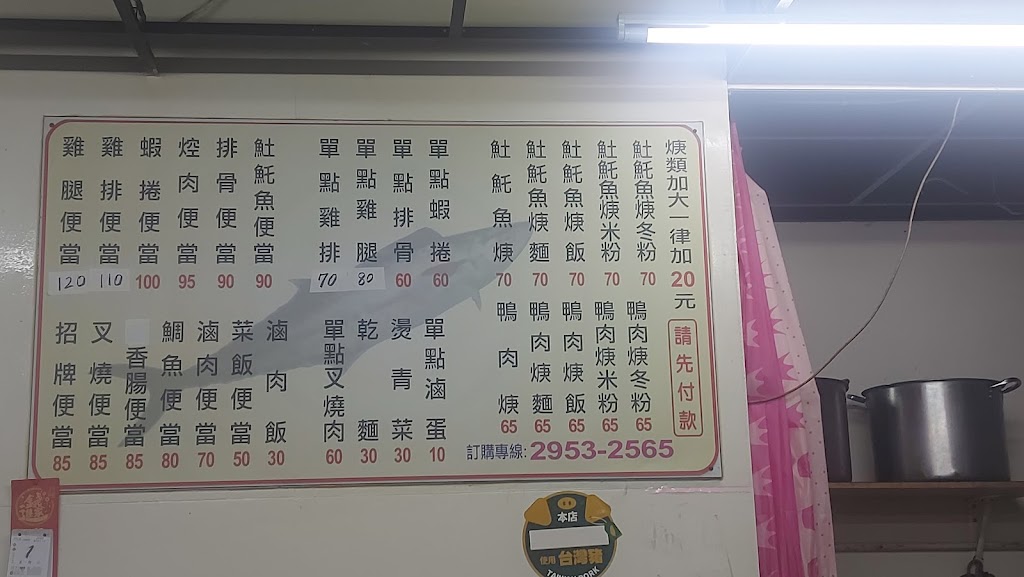 焿類加大一律加20元
請先付款
𩵚魠魚焿冬粉 70
𩵚魠魚焿米粉 70
𩵚魠魚焿飯 70
𩵚魠魚焿麵 70
𩵚魠魚焿 70
鴨肉焿冬粉 65
鴨肉焿米粉 65
鴨肉焿飯 65
鴨肉焿麵 65
鴨肉焿 65
訂購專線:2953-2565
單點蝦捲 60
單點排骨 60
單點雞腿 80
單點雞排 70
單點滷蛋 10
燙青菜 30
乾麵 30
單點叉燒肉 60
𩵚魠魚便當 90
排骨便當 90
焢肉便當 95
蝦捲便當 100
雞排便當 110
雞腿便當 120
滷肉飯 30
菜飯便當 50
滷肉便當 70
鯛魚便當 80
香腸便當 85
叉燒便當 85
招牌便當 85
本店
使用台灣豬
TAIWAN PORK